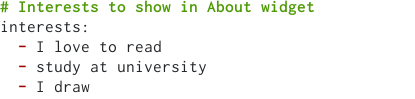 # Interests to show in About widget
interests:
  - I love to read
  - study at university
  - I draw